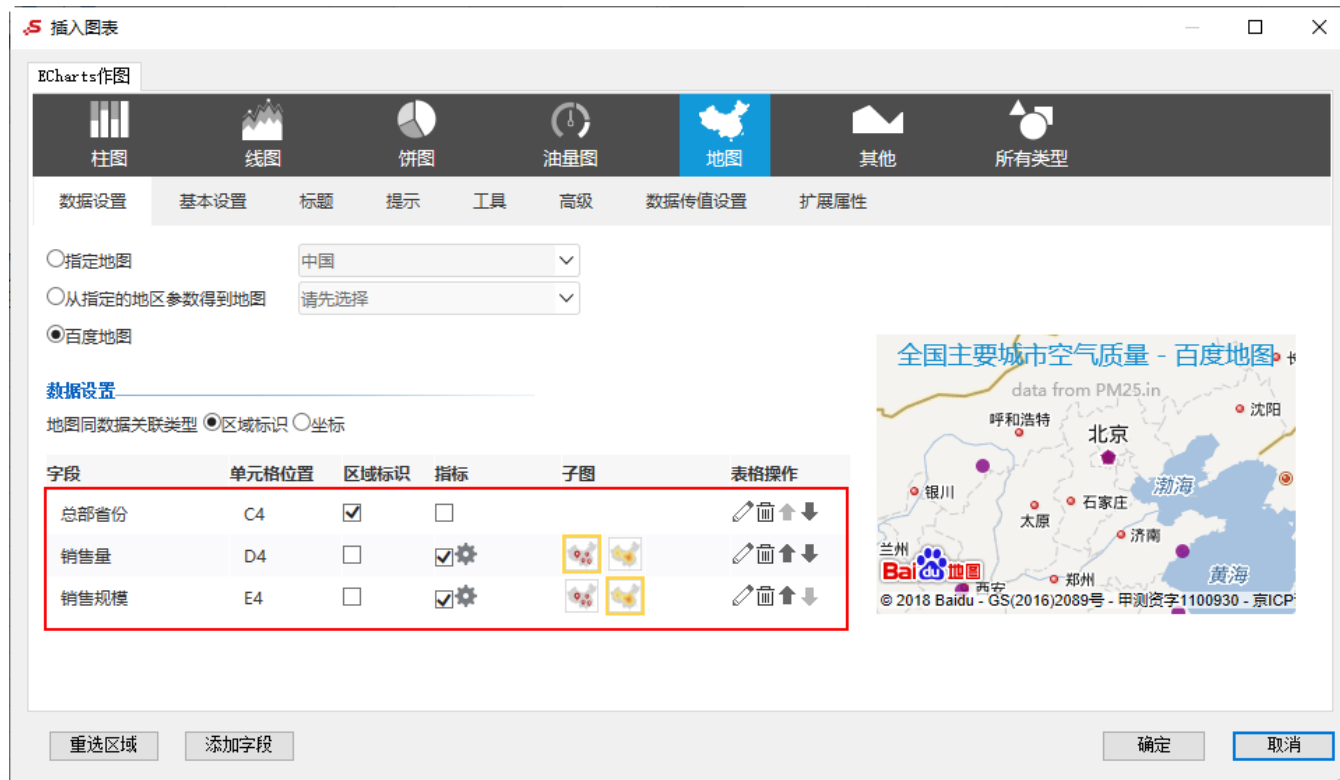 插入图表
ECharts作图
柱图 线图 饼图 油量图 地图 其他 所有类型
数据设置 基本设置 标题 提示 工具 高级 数据传值设置 扩展属性
指定地图 中国
从指定的地区参数得到地图 请先选择
百度地图
数据设置
地图同数据关联类型 区域标识 坐标
字段 单元格位置 区域标识 指标 子图 表格操作
总部省份 C4
销售量 D4
销售规模 E4
全国主要城市空气质量 - 百度地图
data from PM25.in
沈阳
呼和浩特
北京
渤海
银川
石家庄
太原
济南
兰州
Bai du 地图
黄海
郑州
西安
© 2018 Baidu - GS(2016)2089号 - 甲测资字1100930 - 京ICP
重选区域 添加字段 确定 取消